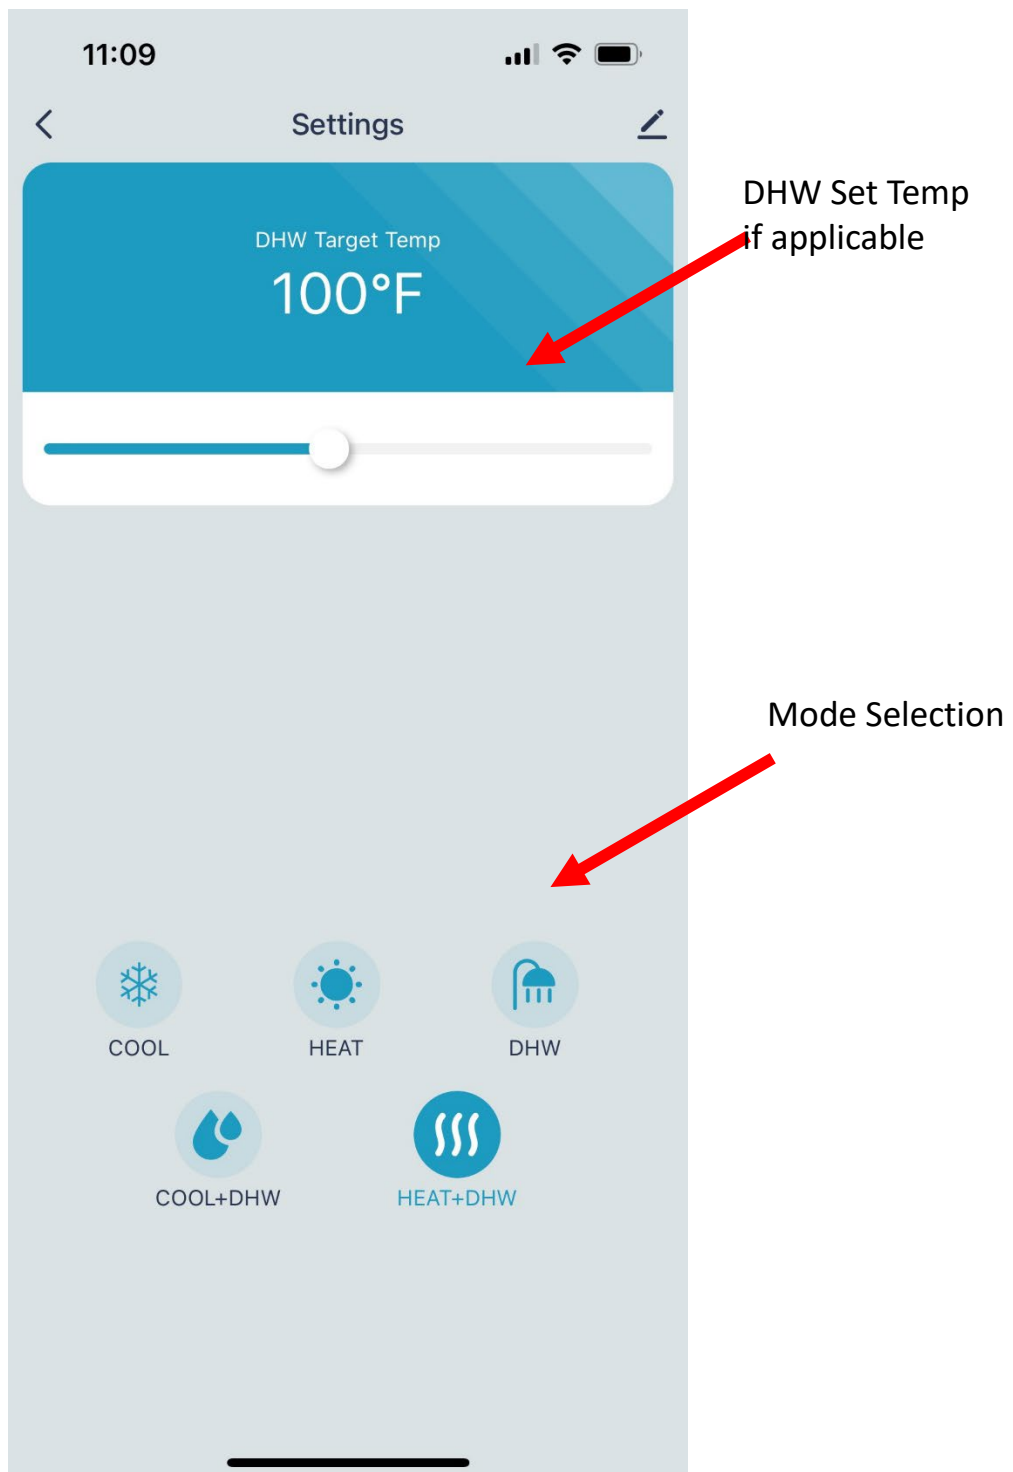 11:09
Settings
DHW Set Temp
if applicable
DHW Target Temp
100°F
Mode Selection
COOL
HEAT
DHW
COOL+DHW
HEAT+DHW